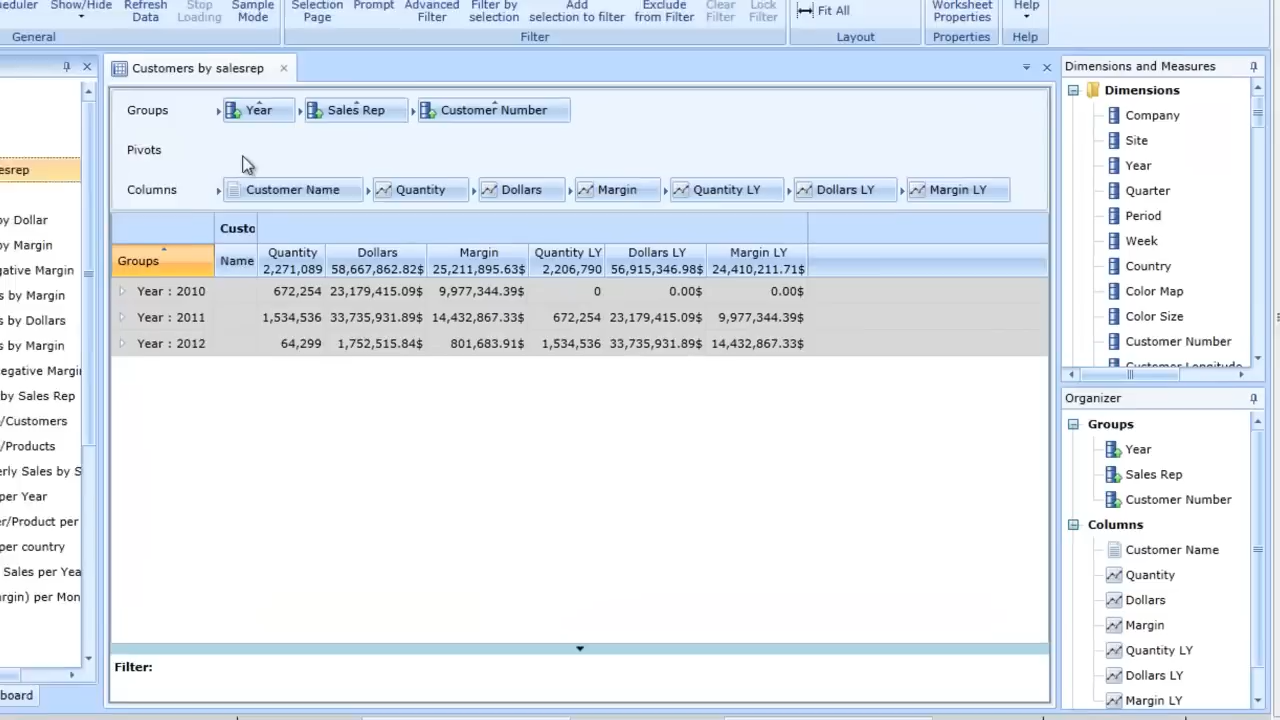 Show/Hide
Refresh Data
Stop Loading
Sample Mode
Selection Page
Prompt
Advanced Filter
Filter by selection
Add selection to filter
Exclude from Filter
Clear Filter
Lock Filter
Fit All
Worksheet Properties
Help
General
Filter
Layout
Properties
Help
esrep
by Dollar
by Margin
gative Margin
s by Margin
s by Dollars
s by Margin
egative Margi
by Sales Rep
/Customers
/Products
erly Sales by S
per Year
er/Product per
per country
Sales per Yea
argin) per Mon
board
Customers by salesrep
Groups Year Sales Rep Customer Number
Pivots
Columns Customer Name Quantity Dollars Margin Quantity LY Dollars LY Margin LY
Custo
Groups Name Quantity Dollars Margin Quantity LY Dollars LY Margin LY
2,271,089 58,667,862.82$ 25,211,895.63$ 2,206,790 56,915,346.98$ 24,410,211.71$
Year : 2010 672,254 23,179,415.09$ 9,977,344.39$ 0 0.00$ 0.00$
Year : 2011 1,534,536 33,735,931.89$ 14,432,867.33$ 672,254 23,179,415.09$ 9,977,344.39$
Year : 2012 64,299 1,752,515.84$ 801,683.91$ 1,534,536 33,735,931.89$ 14,432,867.33$
Filter:
Dimensions and Measures
Dimensions
Company
Site
Year
Quarter
Period
Week
Country
Color Map
Color Size
Customer Number
Customer Longitude
Organizer
Groups
Year
Sales Rep
Customer Number
Columns
Customer Name
Quantity
Dollars
Margin
Quantity LY
Dollars LY
Margin LY